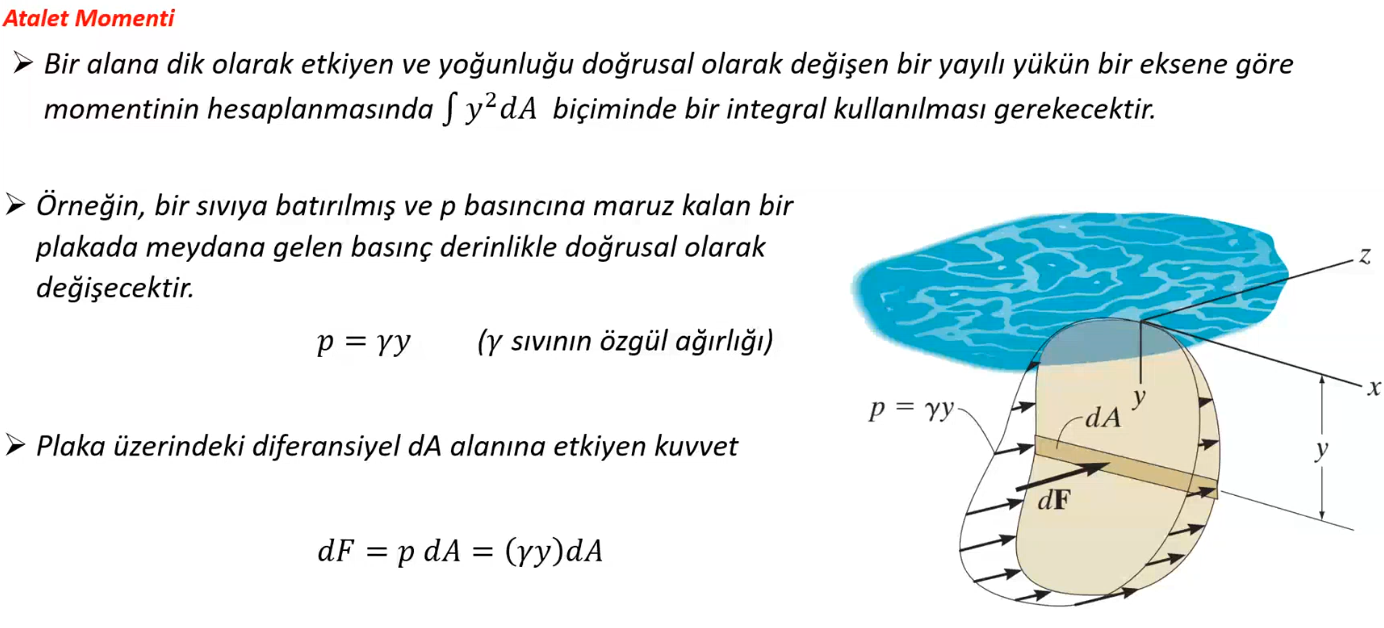 Atalet Momenti
➢ Bir alana dik olarak etkiyen ve yoğunluğu doğrusal olarak değişen bir yayılı yükün bir eksene göre
momentinin hesaplanmasında ∫ y² dA biçiminde bir integral kullanılması gerekecektir.
➢ Örneğin, bir sıvıya batırılmış ve p basıncına maruz kalan bir
plakada meydana gelen basınç derinlikle doğrusal olarak
değişecektir.
p = γy (γ sıvının özgül ağırlığı)
➢ Plaka üzerindeki diferansiyel dA alanına etkiyen kuvvet
dF = p dA = (γy)dA
z
x
y
p = γy
dA
y
dF